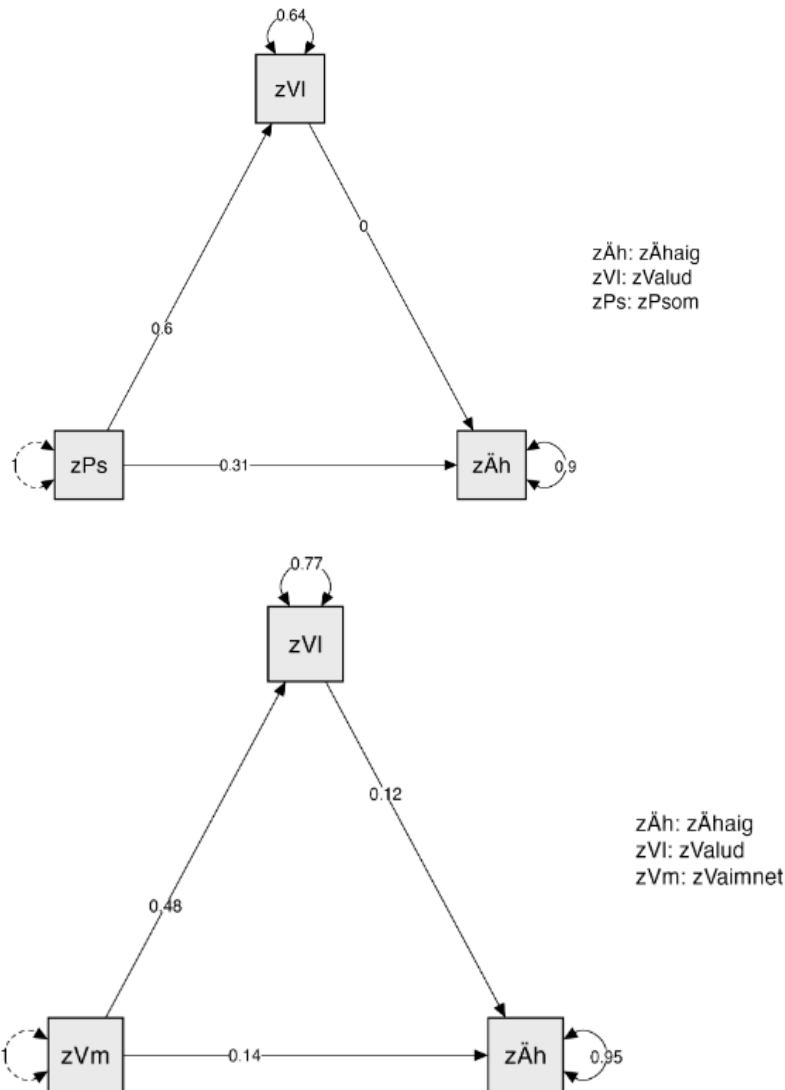 0.64
zVl
0
zÄh: zÄhaig
zVl: zValud
zPs: zPsom
0.6
1
zPs
0.31
zÄh
0.9
0.77
zVl
0.12
zÄh: zÄhaig
zVl: zValud
zVm: zVaimnet
0.48
1
zVm
0.14
zÄh
0.95